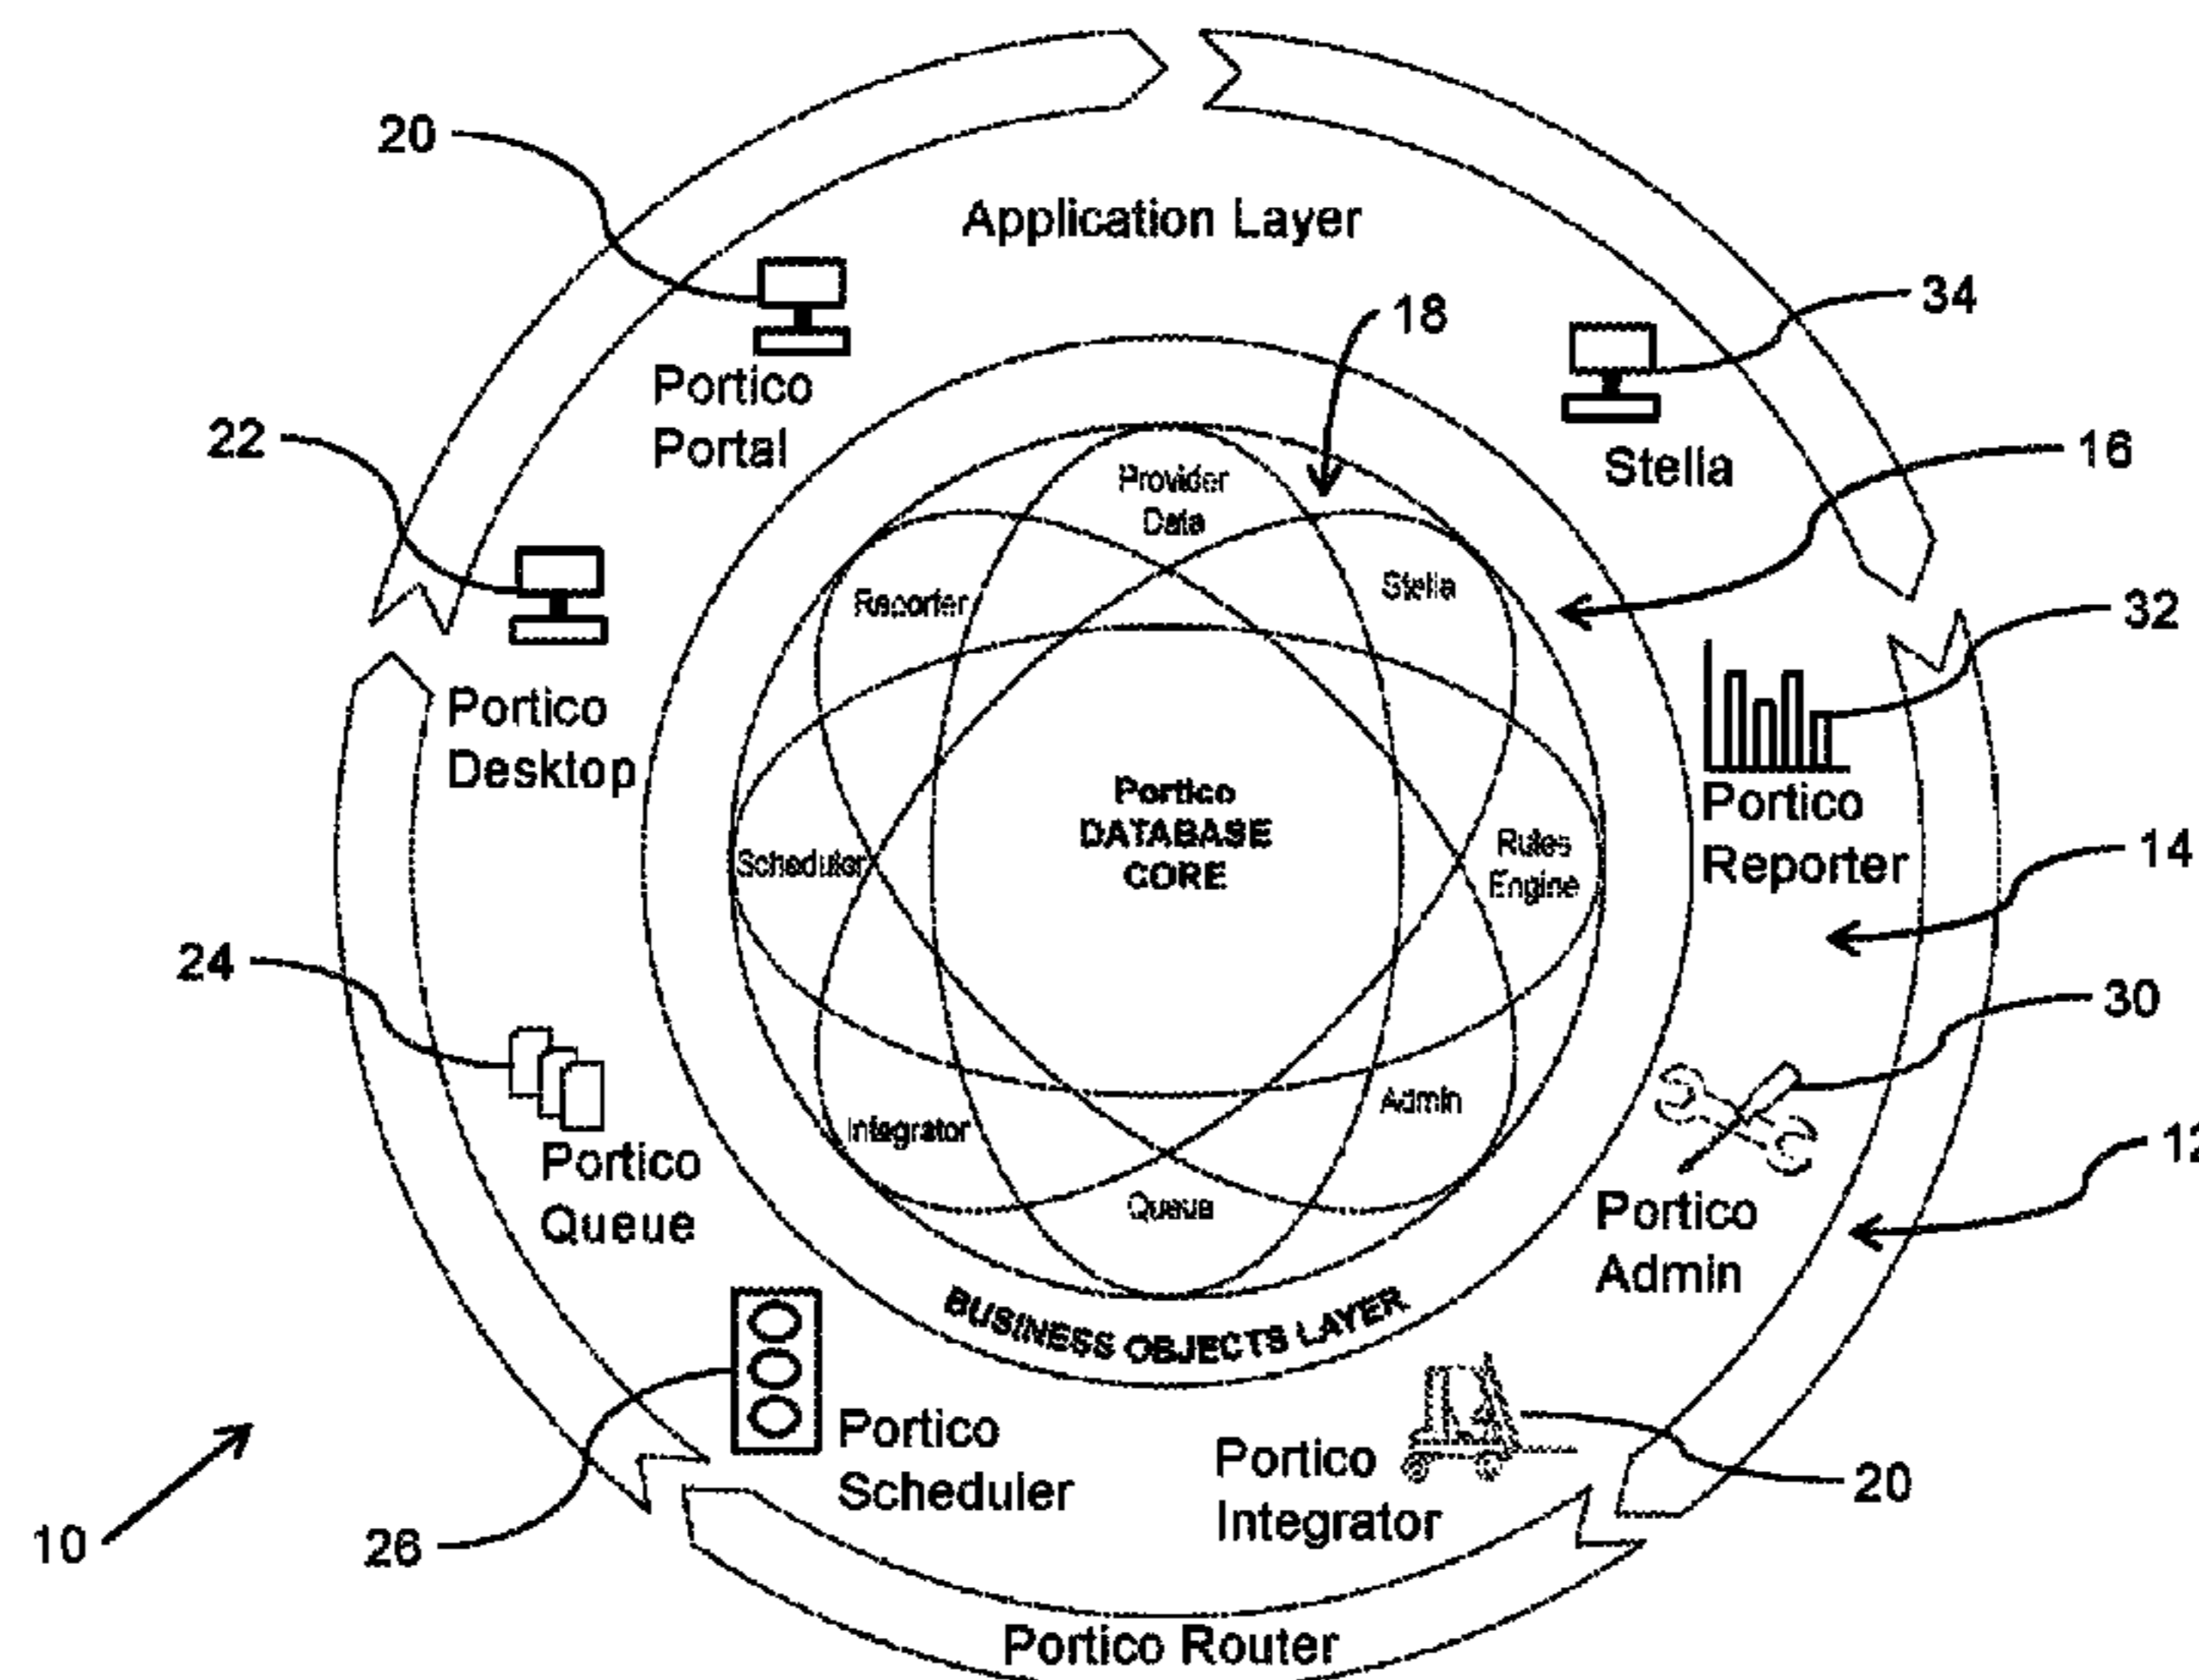 20
Application Layer
34
18
Portico
Portal
22
Stella
16
Provider
Data
Reporter
Stella
32
Portico
Desktop
Portico
DATABASE
CORE
Portico
Reporter
Scheduler
Rules
Engine
14
24
30
Admin
Integrator
12
Portico
Queue
Queue
Portico
Admin
BUSINESS OBJECTS LAYER
Portico
Scheduler
Portico
Integrator
20
10
26
Portico Router